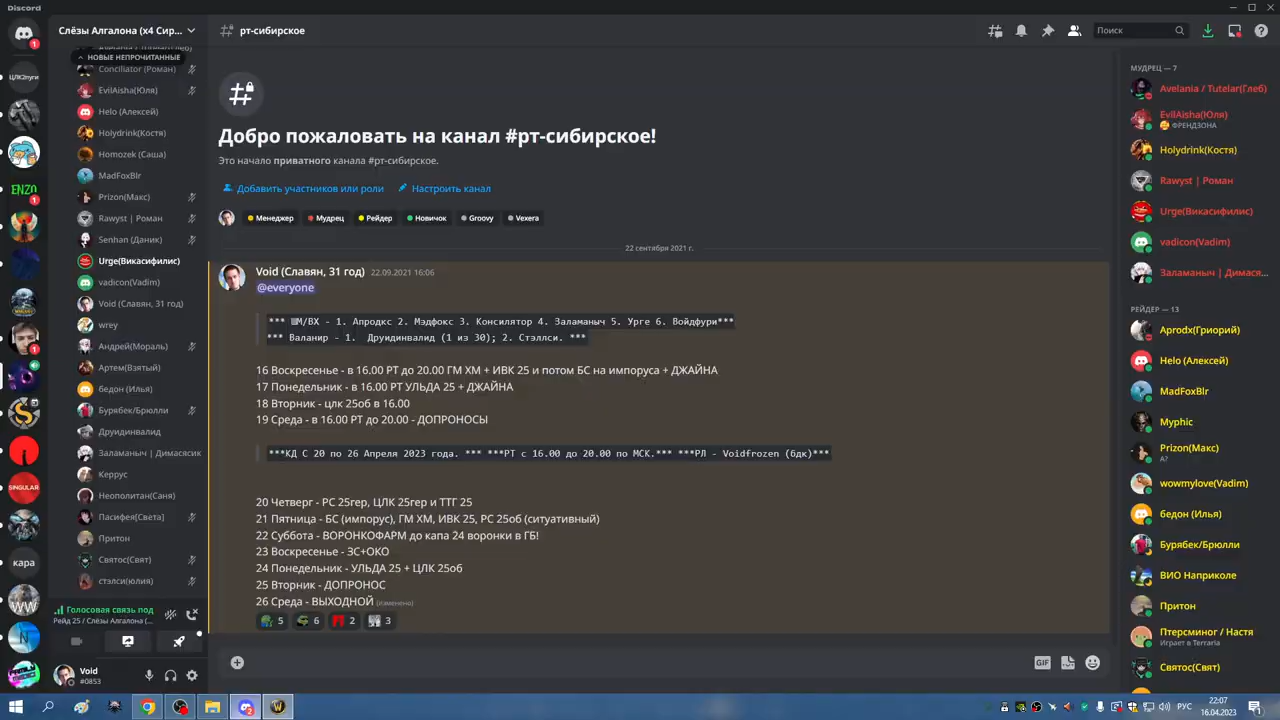 Discord
Слёзы Алгалона (x4 Сир...
рт-сибирское
Поиск
НОВЫЕ НЕПРОЧИТАННЫЕ
Conciliator (Роман)
EvilAisha(Юля)
Helo (Алексей)
Holydrink(Костя)
Homozek (Саша)
MadFoxBlr
Prizon(Макс)
Rawyst | Роман
Senhan (Даник)
Urge(Викасифилис)
vadicon(Vadim)
Void (Славян, 31 год)
wrey
Андрей(Мораль)
Артем(Взятый)
бедон (Илья)
Бурябек/Брюлли
Друидинвалид
Заламаныч | Димасясик
Керрус
Неополитан(Саня)
Пасифея(Света)
Притон
Святос(Свят)
стэлси(юлия)
Голосовая связь под
Рейд 25 / Слёзы Алгалона (...
Void
#0853
ЦЛК2пуги
ENZO
SINGULAR
кара
WW
N
Добро пожаловать на канал #рт-сибирское!
Это начало приватного канала #рт-сибирское.
Добавить участников или роли
Настроить канал
Менеджер Мудрец Рейдер Новичок Groovy Vexera
22 сентября 2021 г.
Void (Славян, 31 год) 22.09.2021 16:06
@everyone
М/ВХ - 1. Апродкс 2. Мэдфокс 3. Консилятор 4. Заламаныч 5. Урге 6. Войдфури***
*** Валанир - 1. Друидинвалид (1 из 30); 2. Стэллси. ***
16 Воскресенье - в 16.00 РТ до 20.00 ГМ ХМ + ИВК 25 и потом БС на импоруса + ДЖАЙНА
17 Понедельник - в 16.00 РТ УЛЬДА 25 + ДЖАЙНА
18 Вторник - цлк 25об в 16.00
19 Среда - в 16.00 РТ до 20.00 - ДОПРОНОСЫ
***КД С 20 по 26 Апреля 2023 года. *** ***РТ с 16.00 до 20.00 по МСК.*** ***РЛ - Voidfrozen (бдк)***
20 Четверг - РС 25гер, ЦЛК 25гер и ТТГ 25
21 Пятница - БС (импорус), ГМ ХМ, ИВК 25, РС 25об (ситуативный)
22 Суббота - ВОРОНКОФАРМ до капа 24 воронки в ГБ!
23 Воскресенье - ЗС+ОКО
24 Понедельник - УЛЬДА 25 + ЦЛК 25об
25 Вторник - ДОПРОНОС
26 Среда - ВЫХОДНОЙ (изменено)
5 6 2 3
GIF
МУДРЕЦ — 7
Avelania / Tutelar(Глеб)
EvilAisha(Юля)
ФРЕНДЗОНА
Holydrink(Костя)
Rawyst | Роман
Urge(Викасифилис)
vadicon(Vadim)
Заламаныч | Димася...
РЕЙДЕР — 13
Aprodx(Гриорий)
Helo (Алексей)
MadFoxBlr
Myphic
Prizon(Макс)
А?
wowmylove(Vadim)
бедон (Илья)
Бурябек/Брюлли
ВИО Наприколе
Притон
Птерсминог / Настя
Играет в Terraria
Святос(Свят)
РУС
22:07
16.04.2023